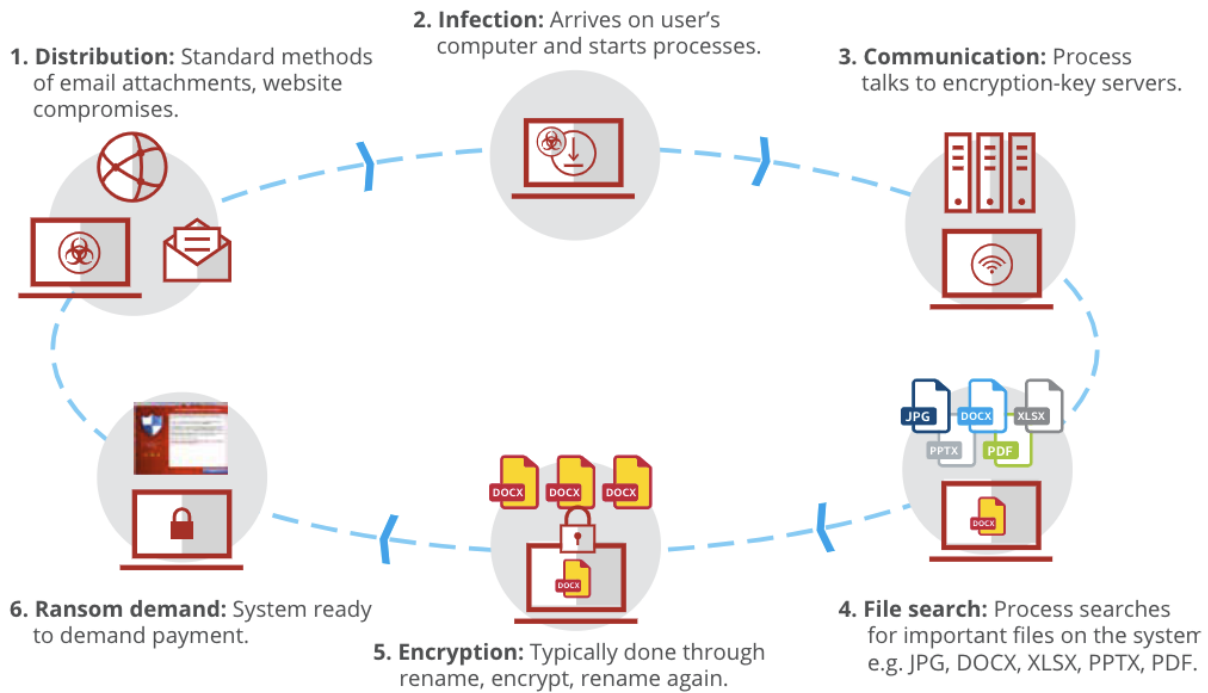 1. Distribution: Standard methods
of email attachments, website
compromises.
2. Infection: Arrives on user's
computer and starts processes.
3. Communication: Process
talks to encryption-key servers.
JPG
DOCX
XLSX
PPTX
PDF
DOCX
4. File search: Process searches
for important files on the system
e.g. JPG, DOCX, XLSX, PPTX, PDF.
DOCX
DOCX
DOCX
DOCX
5. Encryption: Typically done through
rename, encrypt, rename again.
6. Ransom demand: System ready
to demand payment.